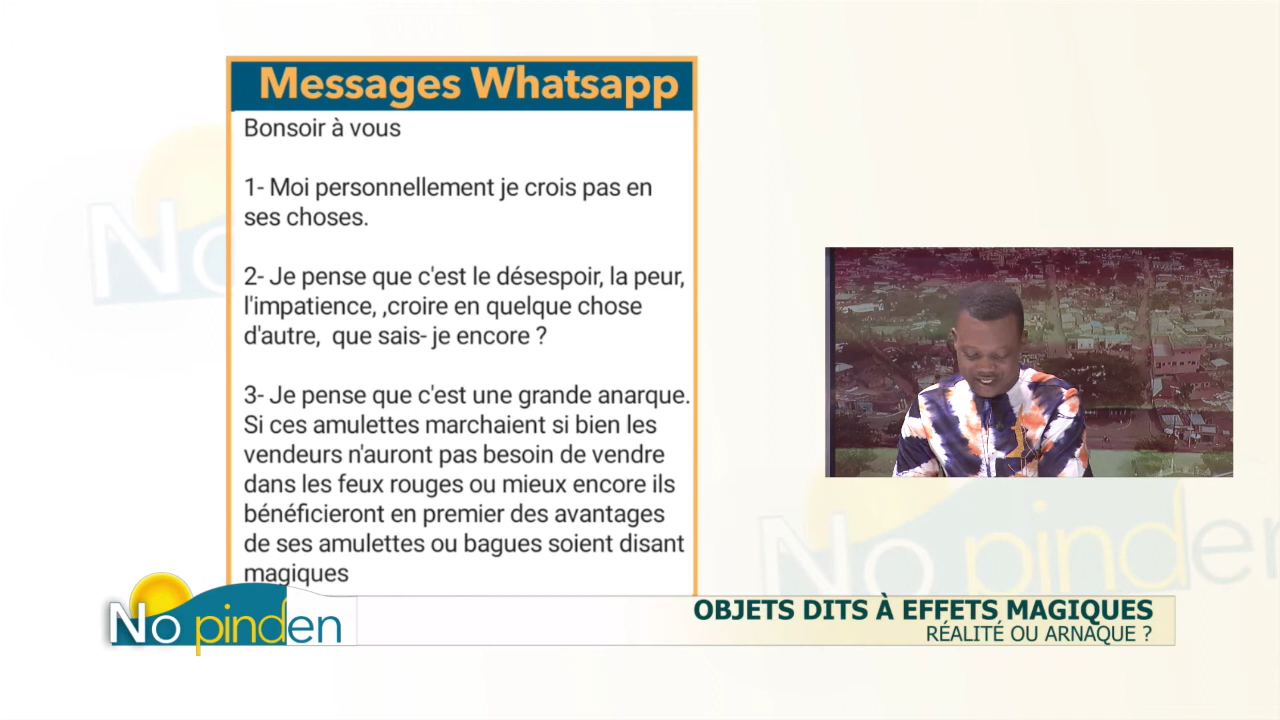 Messages Whatsapp
Bonsoir à vous
1- Moi personnellement je crois pas en
ses choses.
2- Je pense que c'est le désespoir, la peur,
l'impatience, ,croire en quelque chose
d'autre,  que sais- je encore ?
3- Je pense que c'est une grande anarque.
Si ces amulettes marchaient si bien les
vendeurs n'auront pas besoin de vendre
dans les feux rouges ou mieux encore ils
bénéficieront en premier des avantages
de ses amulettes ou bagues soient disant
magiques
No pinden
OBJETS DITS À EFFETS MAGIQUES
RÉALITÉ OU ARNAQUE ?
No
No pinden